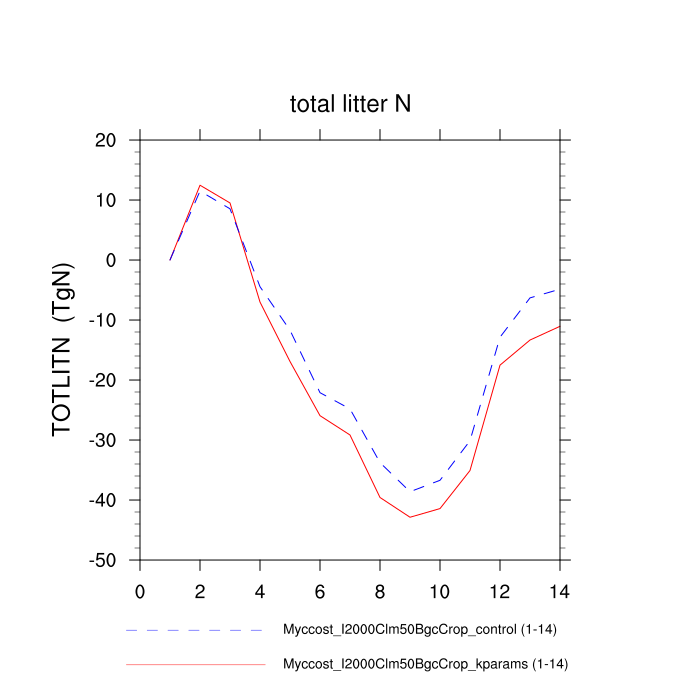 total litter N
TOTLITN (TgN)
20
10
0
-10
-20
-30
-40
-50
0 2 4 6 8 10 12 14
Myccost_I2000Clm50BgcCrop_control (1-14)
Myccost_I2000Clm50BgcCrop_kparams (1-14)